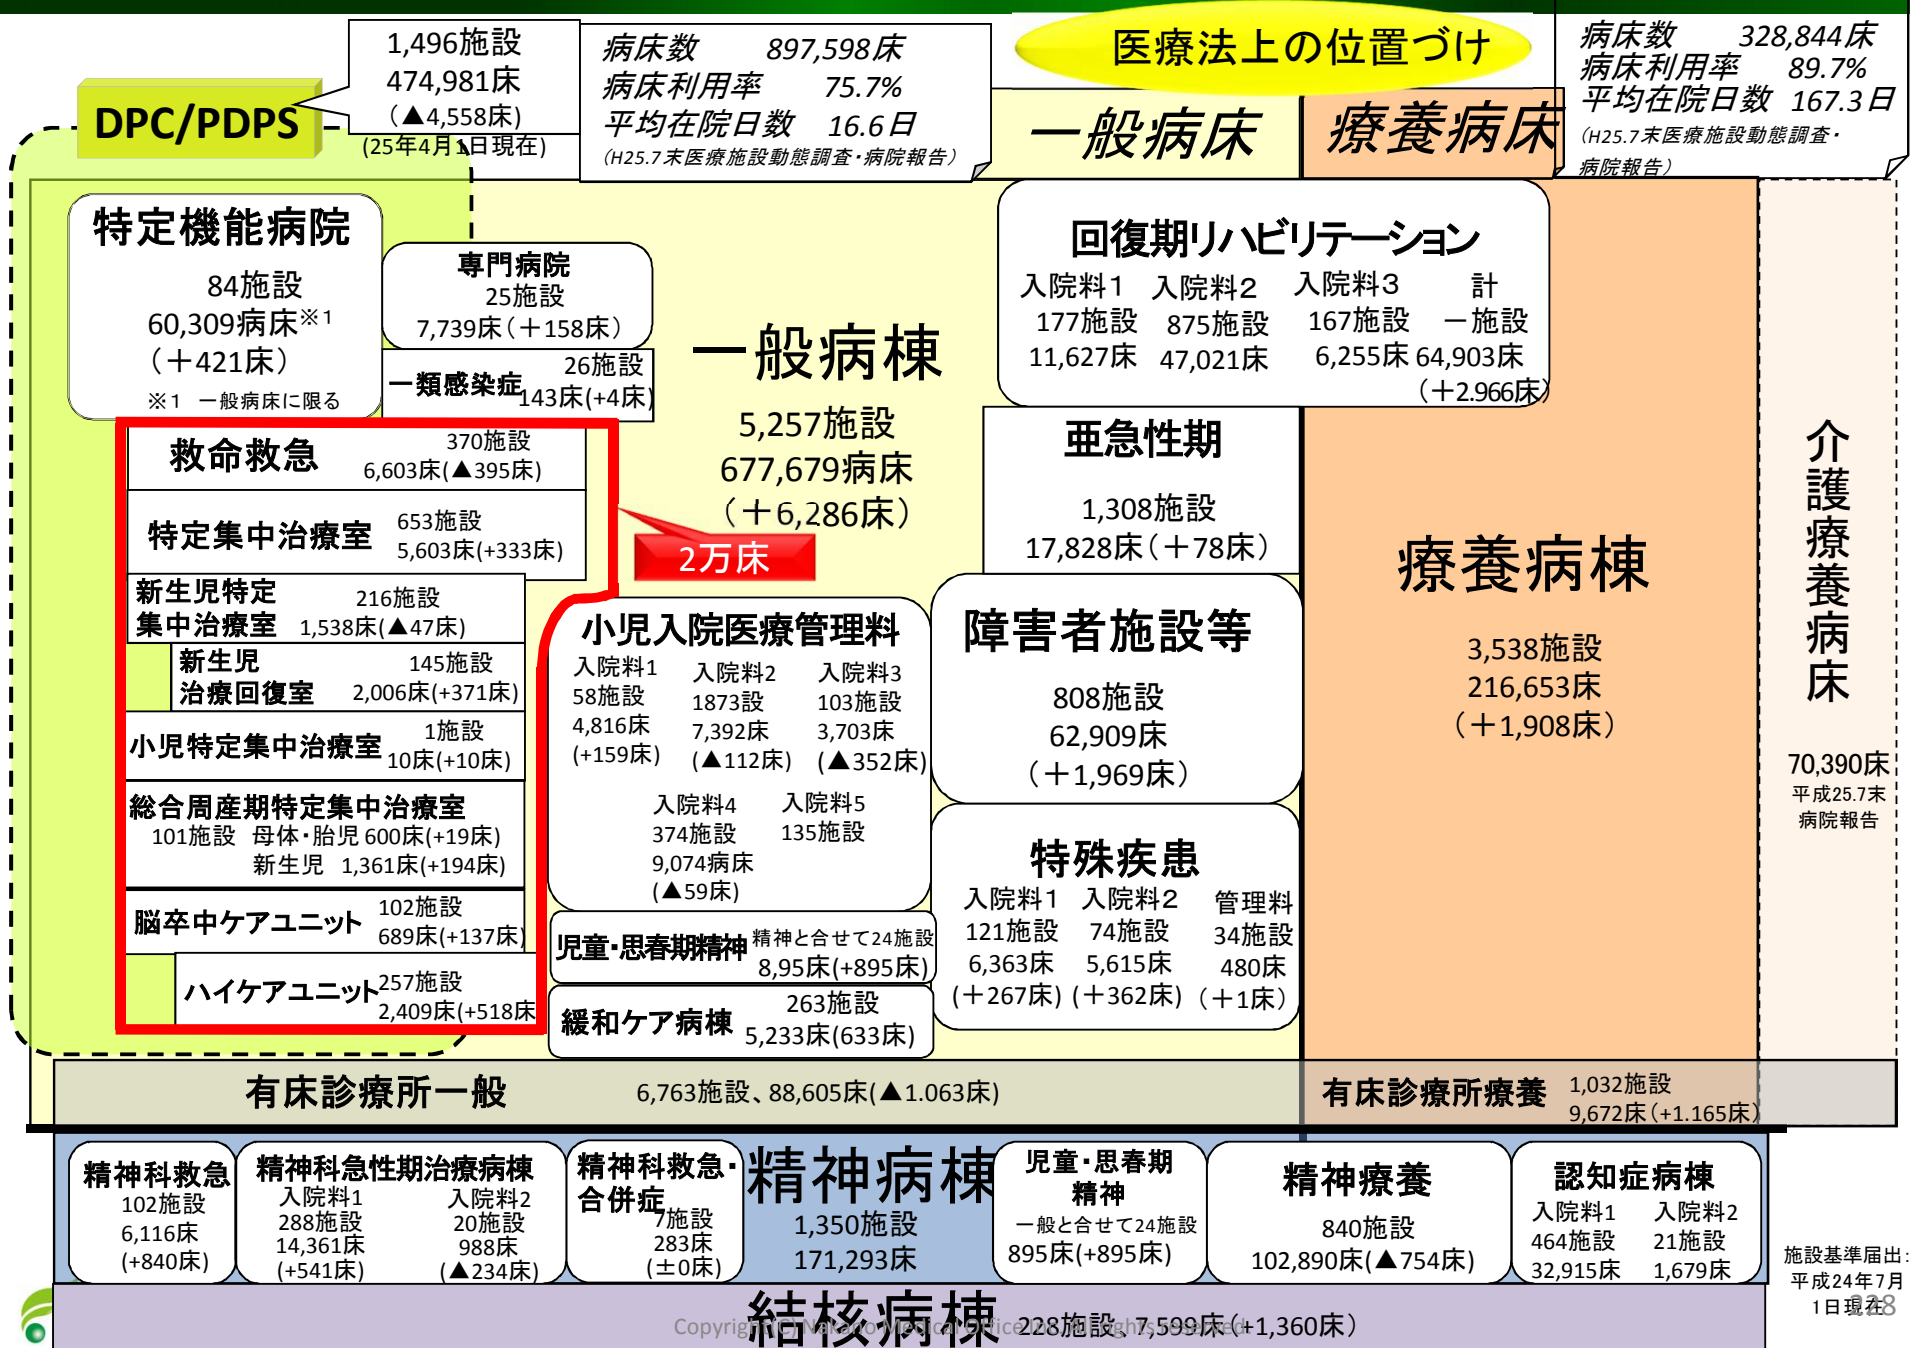 医療法上の位置づけ
DPC/PDPS
1,496施設
474,981床
（▲4,558床）
(25年4月1日現在)
病床数 897,598床
病床利用率 75.7%
平均在院日数 16.6日
（H25.7末医療施設動態調査・病院報告）
一般病床
療養病床
病床数 328,844床
病床利用率 89.7%
平均在院日数 167.3日
（H25.7末医療施設動態調査・
病院報告）
特定機能病院
84施設
60,309病床※1
（＋421床）
※1 一般病床に限る
専門病院
25施設
7,739床（＋158床）
一類感染症
26施設
143床(+4床)
救命救急
370施設
6,603床(▲395床)
特定集中治療室
653施設
5,603床(+333床)
新生児特定
集中治療室
216施設
1,538床(▲47床)
新生児
治療回復室
145施設
2,006床(+371床)
小児特定集中治療室
1施設
10床(+10床)
総合周産期特定集中治療室
101施設 母体・胎児 600床(+19床)
新生児 1,361床(+194床)
脳卒中ケアユニット
102施設
689床(+137床)
ハイケアユニット
257施設
2,409床(+518床
2万床
一般病棟
5,257施設
677,679病床
（＋6,286床）
小児入院医療管理料
入院料1
58施設
4,816床
(+159床)
入院料2
1873設
7,392床
(▲112床)
入院料3
103施設
3,703床
(▲352床)
入院料4
374施設
9,074病床
(▲59床)
入院料5
135施設
児童・思春期精神
精神と合せて24施設
8,95床(+895床)
緩和ケア病棟
263施設
5,233床(633床)
回復期リハビリテーション
入院料1
177施設
11,627床
入院料2
875施設
47,021床
入院料3
167施設
6,255床
計
－施設
64,903床
（＋2.966床）
亜急性期
1,308施設
17,828床（＋78床）
障害者施設等
808施設
62,909床
（＋1,969床）
特殊疾患
入院料1
121施設
6,363床
(＋267床)
入院料2
74施設
5,615床
(＋362床)
管理料
34施設
480床
（＋1床）
療養病棟
3,538施設
216,653床
（＋1,908床）
介護療養病床
70,390床
平成25.7末
病院報告
有床診療所一般
6,763施設、88,605床(▲1.063床)
有床診療所療養
1,032施設
9,672床（+1.165床）
精神科救急
102施設
6,116床
(+840床)
精神科急性期治療病棟
入院料1
288施設
14,361床
(+541床)
入院料2
20施設
988床
(▲234床)
精神科救急・
合併症
7施設
283床
(±0床)
精神病棟
1,350施設
171,293床
児童・思春期
精神
一般と合せて24施設
895床(+895床)
精神療養
840施設
102,890床(▲754床)
認知症病棟
入院料1
464施設
32,915床
入院料2
21施設
1,679床
施設基準届出：
平成24年7月
1日現在
228
結核病棟
228施設、7,599床(+1,360床）
Copyright(C) Nakano Medical Office Inc. All rights reserved.